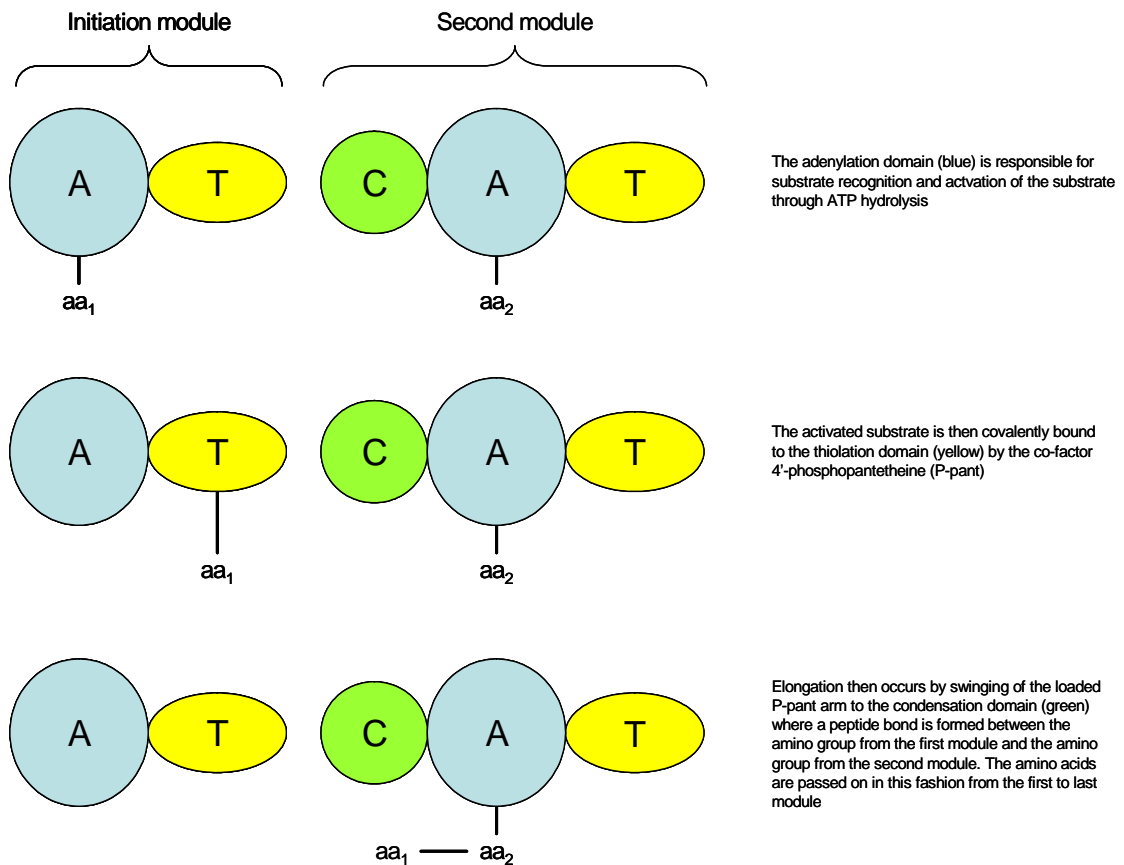 Initiation module Second module
A T C A T
aa₁ aa₂
The adenylation domain (blue) is responsible for
substrate recognition and actvation of the substrate
through ATP hydrolysis
A T C A T
aa₁ aa₂
The activated substrate is then covalently bound
to the thiolation domain (yellow) by the co-factor
4'-phosphopantetheine (P-pant)
A T C A T
aa₁ aa₂
Elongation then occurs by swinging of the loaded
P-pant arm to the condensation domain (green)
where a peptide bond is formed between the
amino group from the first module and the amino
group from the second module. The amino acids
are passed on in this fashion from the first to last
module